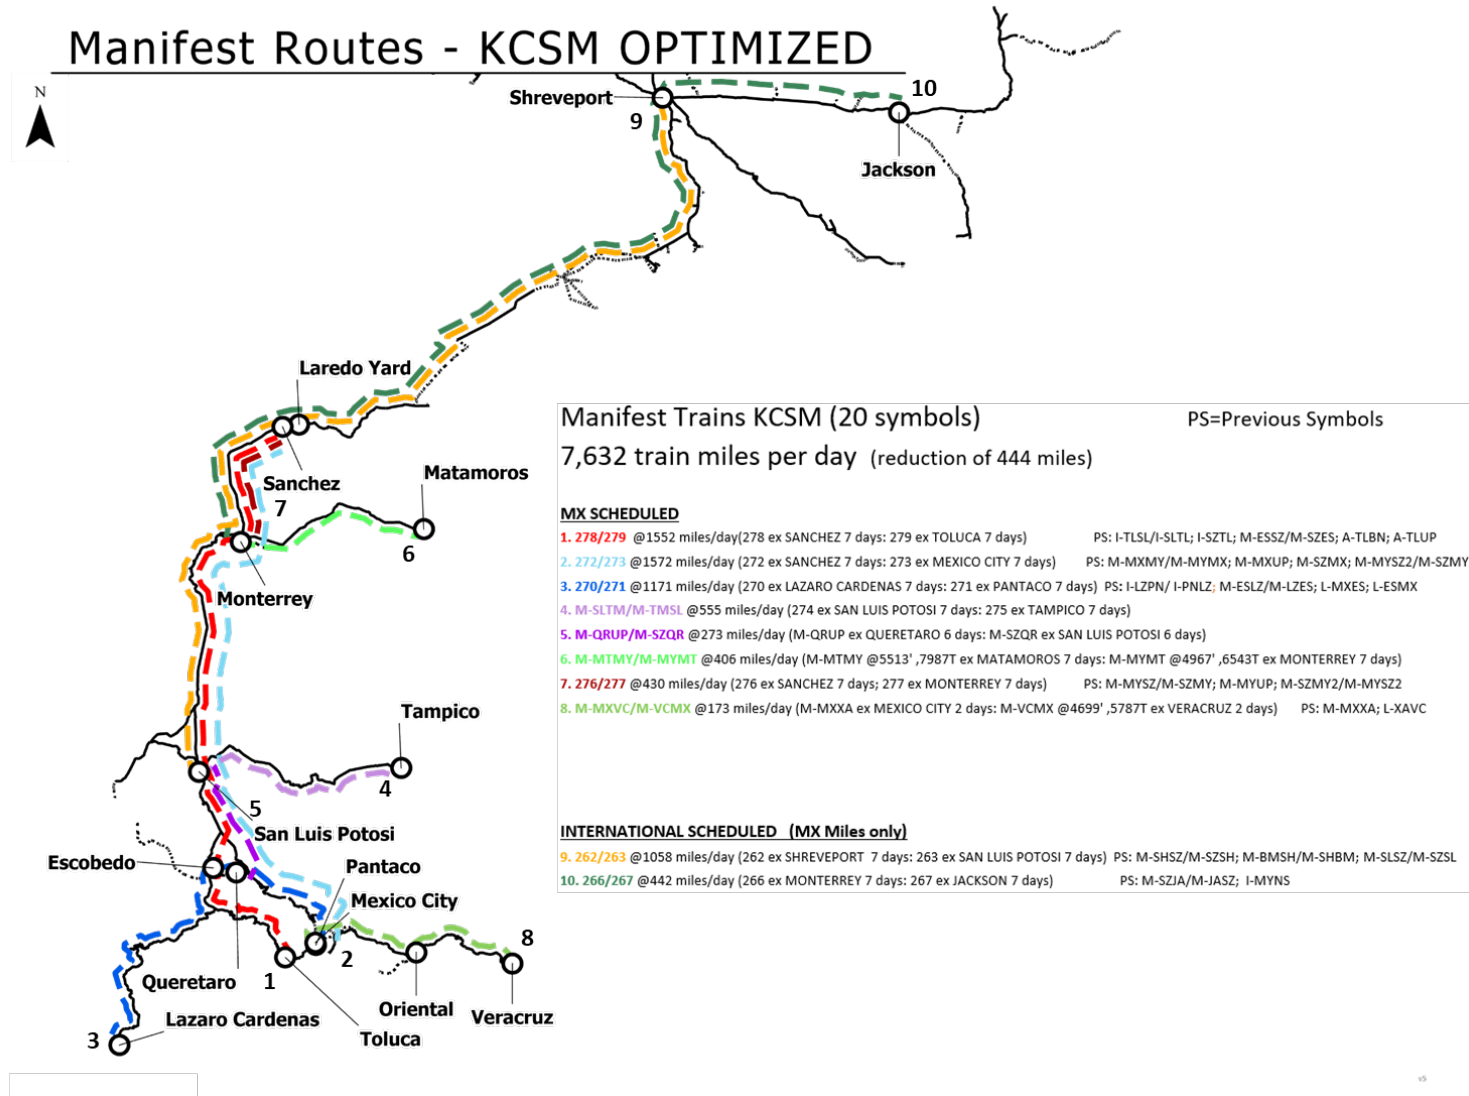 Manifest Routes - KCSM OPTIMIZED
N
Shreveport
9
10
Jackson
Laredo Yard
Sanchez
7
Matamoros
6
Monterrey
Tampico
4
5
San Luis Potosi
Escobedo
Pantaco
Mexico City
2
8
Queretaro
1
Oriental
Veracruz
Lazaro Cardenas
3
Toluca
Manifest Trains KCSM (20 symbols) PS=Previous Symbols
7,632 train miles per day (reduction of 444 miles)
MX SCHEDULED
1. 278/279 @1552 miles/day(278 ex SANCHEZ 7 days: 279 ex TOLUCA 7 days) PS: I-TLSL/I-SLTL; I-SZTL; M-ESSZ/M-SZES; A-TLBN; A-TLUP
2. 272/273 @1572 miles/day (272 ex SANCHEZ 7 days: 273 ex MEXICO CITY 7 days) PS: M-MXMY/M-MYMX; M-MXUP; M-SZMX; M-MYSZ2/M-SZMY
3. 270/271 @1171 miles/day (270 ex LAZARO CARDENAS 7 days: 271 ex PANTACO 7 days) PS: I-LZPN/ I-PNLZ; M-ESLZ/M-LZES; L-MXES; L-ESMX
4. M-SLTM/M-TMSL @555 miles/day (274 ex SAN LUIS POTOSI 7 days: 275 ex TAMPICO 7 days)
5. M-QRUP/M-SZQR @273 miles/day (M-QRUP ex QUERETARO 6 days: M-SZQR ex SAN LUIS POTOSI 6 days)
6. M-MTMY/M-MYMT @406 miles/day (M-MTMY @5513' ,7987T ex MATAMOROS 7 days: M-MYMT @4967' ,6543T ex MONTERREY 7 days)
7. 276/277 @430 miles/day (276 ex SANCHEZ 7 days; 277 ex MONTERREY 7 days) PS: M-MYSZ/M-SZMY; M-MYUP; M-SZMY2/M-MYSZ2
8. M-MXVC/M-VCMX @173 miles/day (M-MXXA ex MEXICO CITY 2 days: M-VCMX @4699' ,5787T ex VERACRUZ 2 days) PS: M-MXXA; L-XAVC
INTERNATIONAL SCHEDULED (MX Miles only)
9. 262/263 @1058 miles/day (262 ex SHREVEPORT 7 days: 263 ex SAN LUIS POTOSI 7 days) PS: M-SHSZ/M-SZSH; M-BMSH/M-SHBM; M-SLSZ/M-SZSL
10. 266/267 @442 miles/day (266 ex MONTERREY 7 days: 267 ex JACKSON 7 days) PS: M-SZJA/M-JASZ; I-MYNS
v5